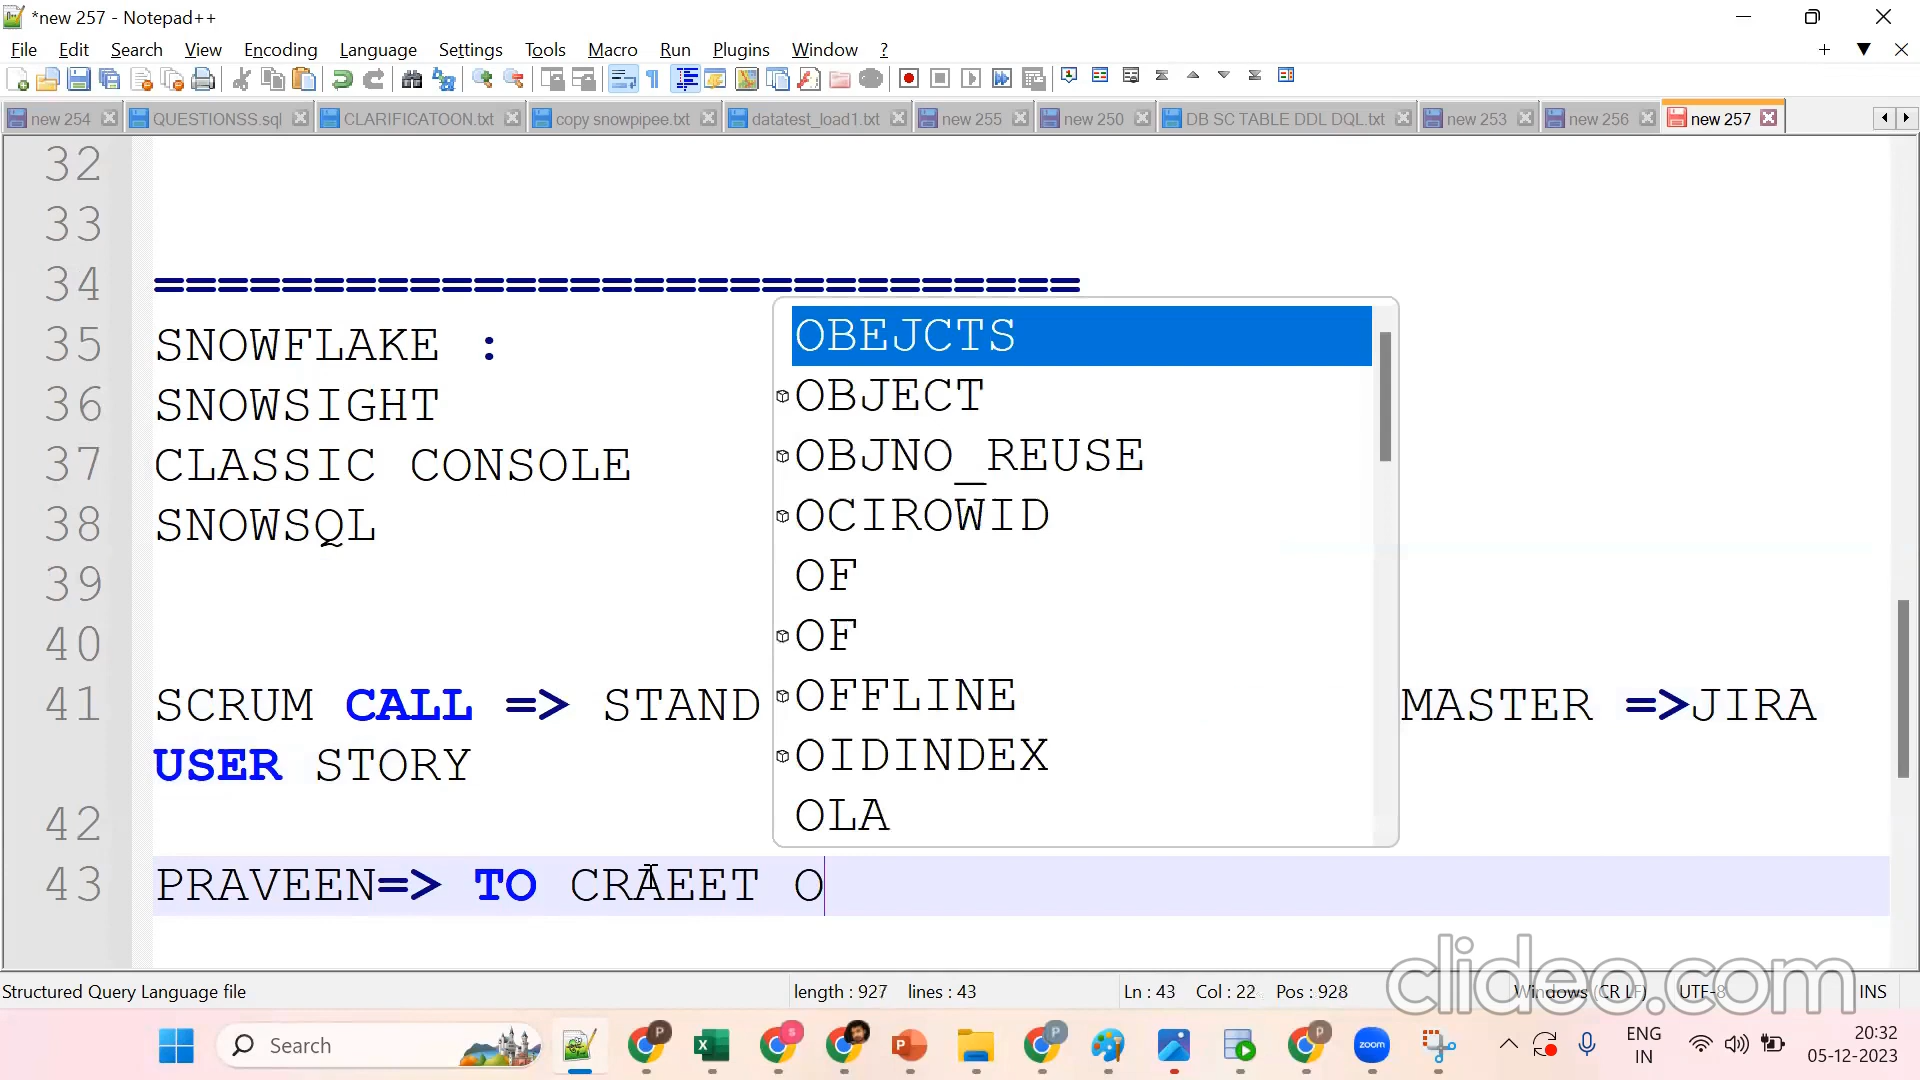 *new 257 - Notepad++
File Edit Search View Encoding Language Settings Tools Macro Run Plugins Window ?
new 254 QUESTIONSS.sql CLARIFICATOON.txt copy snowpipee.txt datatest_load1.txt new 255 new 250 DB SC TABLE DDL DQL.txt new 253 new 256 new 257
32
33
34 =============================
35 SNOWFLAKE :
36 SNOWSIGHT
37 CLASSIC CONSOLE
38 SNOWSQL
39
40
41 SCRUM CALL => STAND MASTER =>JIRA
USER STORY
42
43 PRAVEEN=> TO CRAEET O
OBEJCTS
OBJECT
OBJNO_REUSE
OCIROWID
OF
OF
OFFLINE
OIDINDEX
OLA
clideo.com
Structured Query Language file length : 927 lines : 43 Ln : 43 Col : 22 Pos : 928 Windows (CR LF) UTF-8 INS
Search
zoom
ENG
IN
20:32
05-12-2023